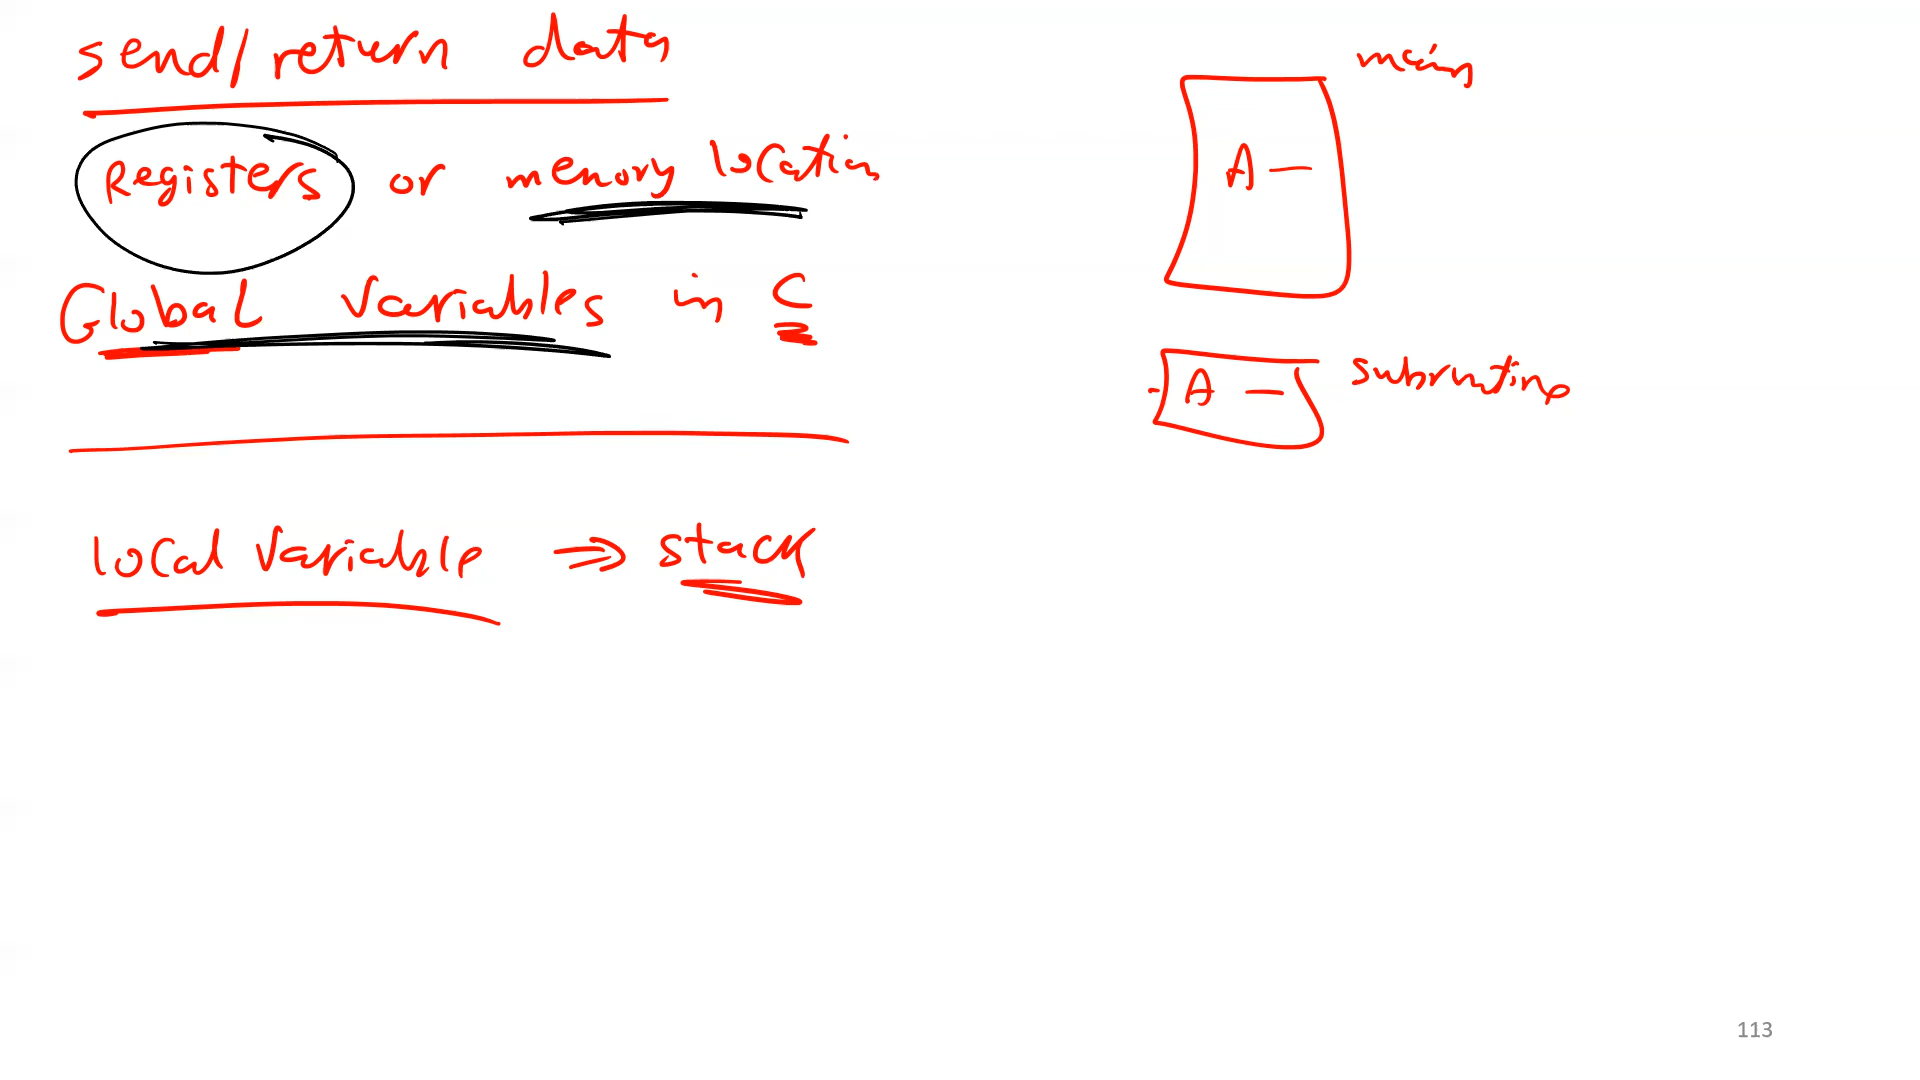 send/return data
Registers or memory location
Global variables in C
local variable ⇒ stack
main
A —
subroutine
A —
113